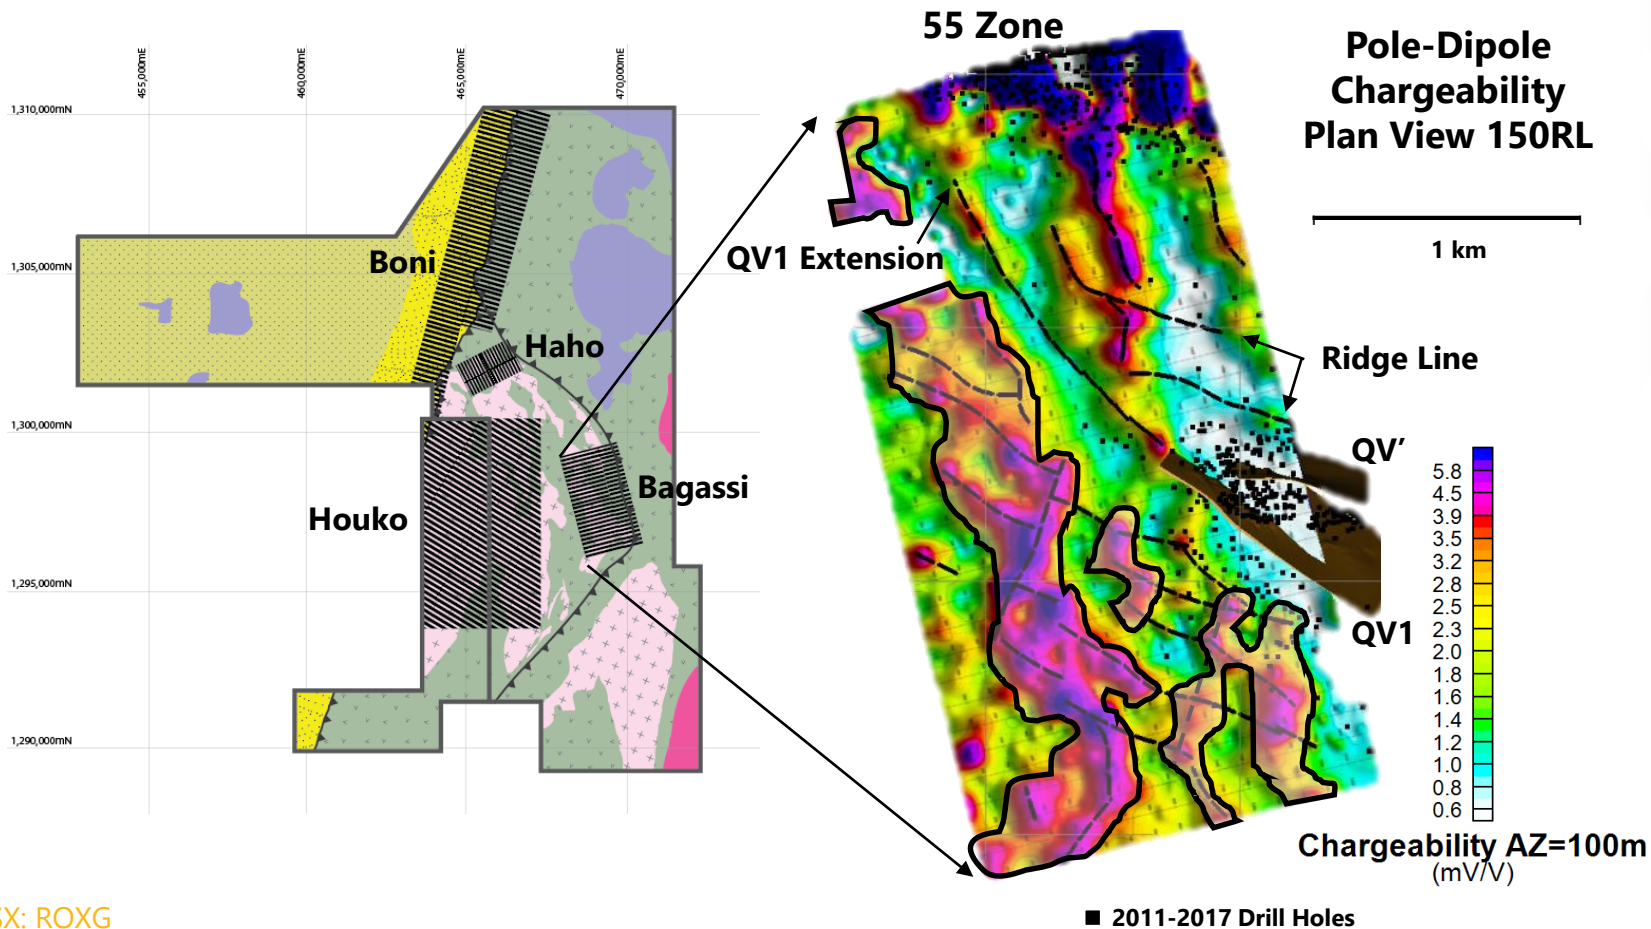 55 Zone
Pole-Dipole
Chargeability
Plan View 150RL
455,000mE
460,000mE
465,000mE
470,000mE
1,310,000mN
1,305,000mN
1,300,000mN
1,295,000mN
1,290,000mN
Boni
Haho
Houko
Bagassi
QV1 Extension
1 km
Ridge Line
QV’
QV1
5.8
4.5
3.9
3.5
3.2
2.8
2.5
2.3
2.0
1.8
1.6
1.4
1.2
1.0
0.8
0.6
Chargeability AZ=100m
(mV/V)
2011-2017 Drill Holes
SX: ROXG